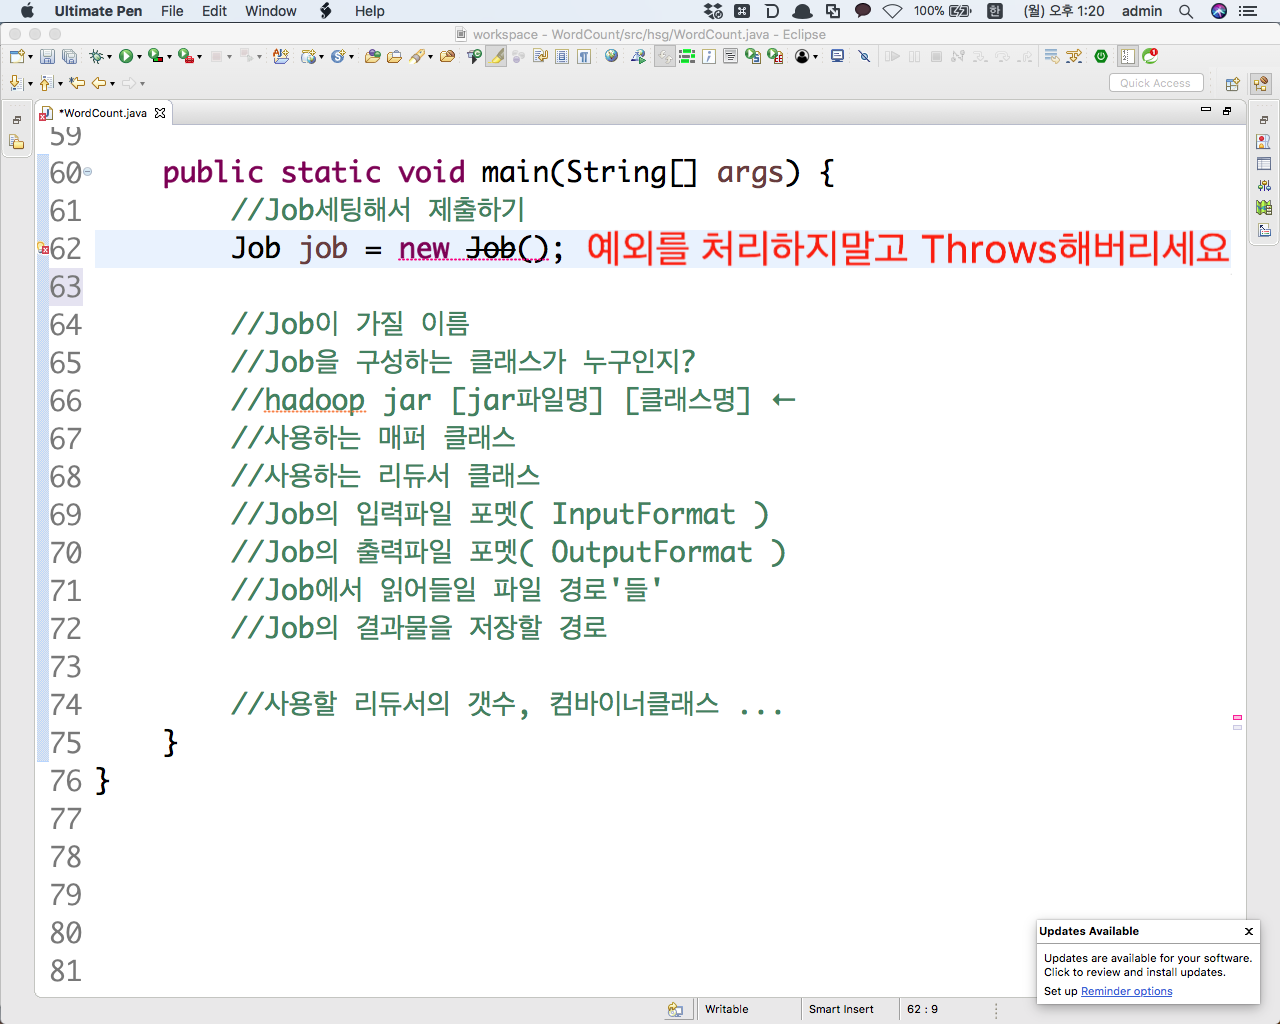 Ultimate Pen File Edit Window Help 100% 한 (월) 오후 1:20 admin
workspace - WordCount/src/hsg/WordCount.java - Eclipse
Quick Access
*WordCount.java
59
60 public static void main(String[] args) {
61 //Job세팅해서 제출하기
62 Job job = new Job(); 예외를 처리하지말고 Throws해버리세요
63
64 //Job이 가질 이름
65 //Job을 구성하는 클래스가 누구인지?
66 //hadoop jar [jar파일명] [클래스명] ←
67 //사용하는 매퍼 클래스
68 //사용하는 리듀서 클래스
69 //Job의 입력파일 포멧( InputFormat )
70 //Job의 출력파일 포멧( OutputFormat )
71 //Job에서 읽어들일 파일 경로'들'
72 //Job의 결과물을 저장할 경로
73
74 //사용할 리듀서의 갯수, 컴바이너클래스 ...
75 }
76 }
77
78
79
80
81
Updates Available x
Updates are available for your software.
Click to review and install updates.
Set up Reminder options
Writable Smart Insert 62 : 9